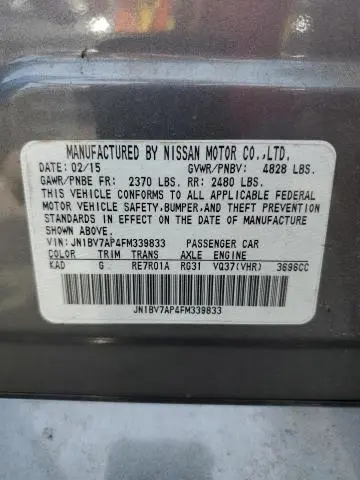 MANUFACTURED BY NISSAN MOTOR CO.,LTD.
DATE: 02/15 GVWR/PNBV: 4828 LBS.
GAWR/PNBE FR: 2370 LBS. RR: 2480 LBS.
THIS VEHICLE CONFORMS TO ALL APPLICABLE FEDERAL
MOTOR VEHICLE SAFETY, BUMPER, AND THEFT PREVENTION
STANDARDS IN EFFECT ON THE DATE OF MANUFACTURE
SHOWN ABOVE.
VIN: JN1BV7AP4FM339833 PASSENGER CAR
COLOR TRIM TRANS AXLE ENGINE
KAD G RE7R01A RG31 VQ37(VHR) 3696CC
JN1BV7AP4FM339833